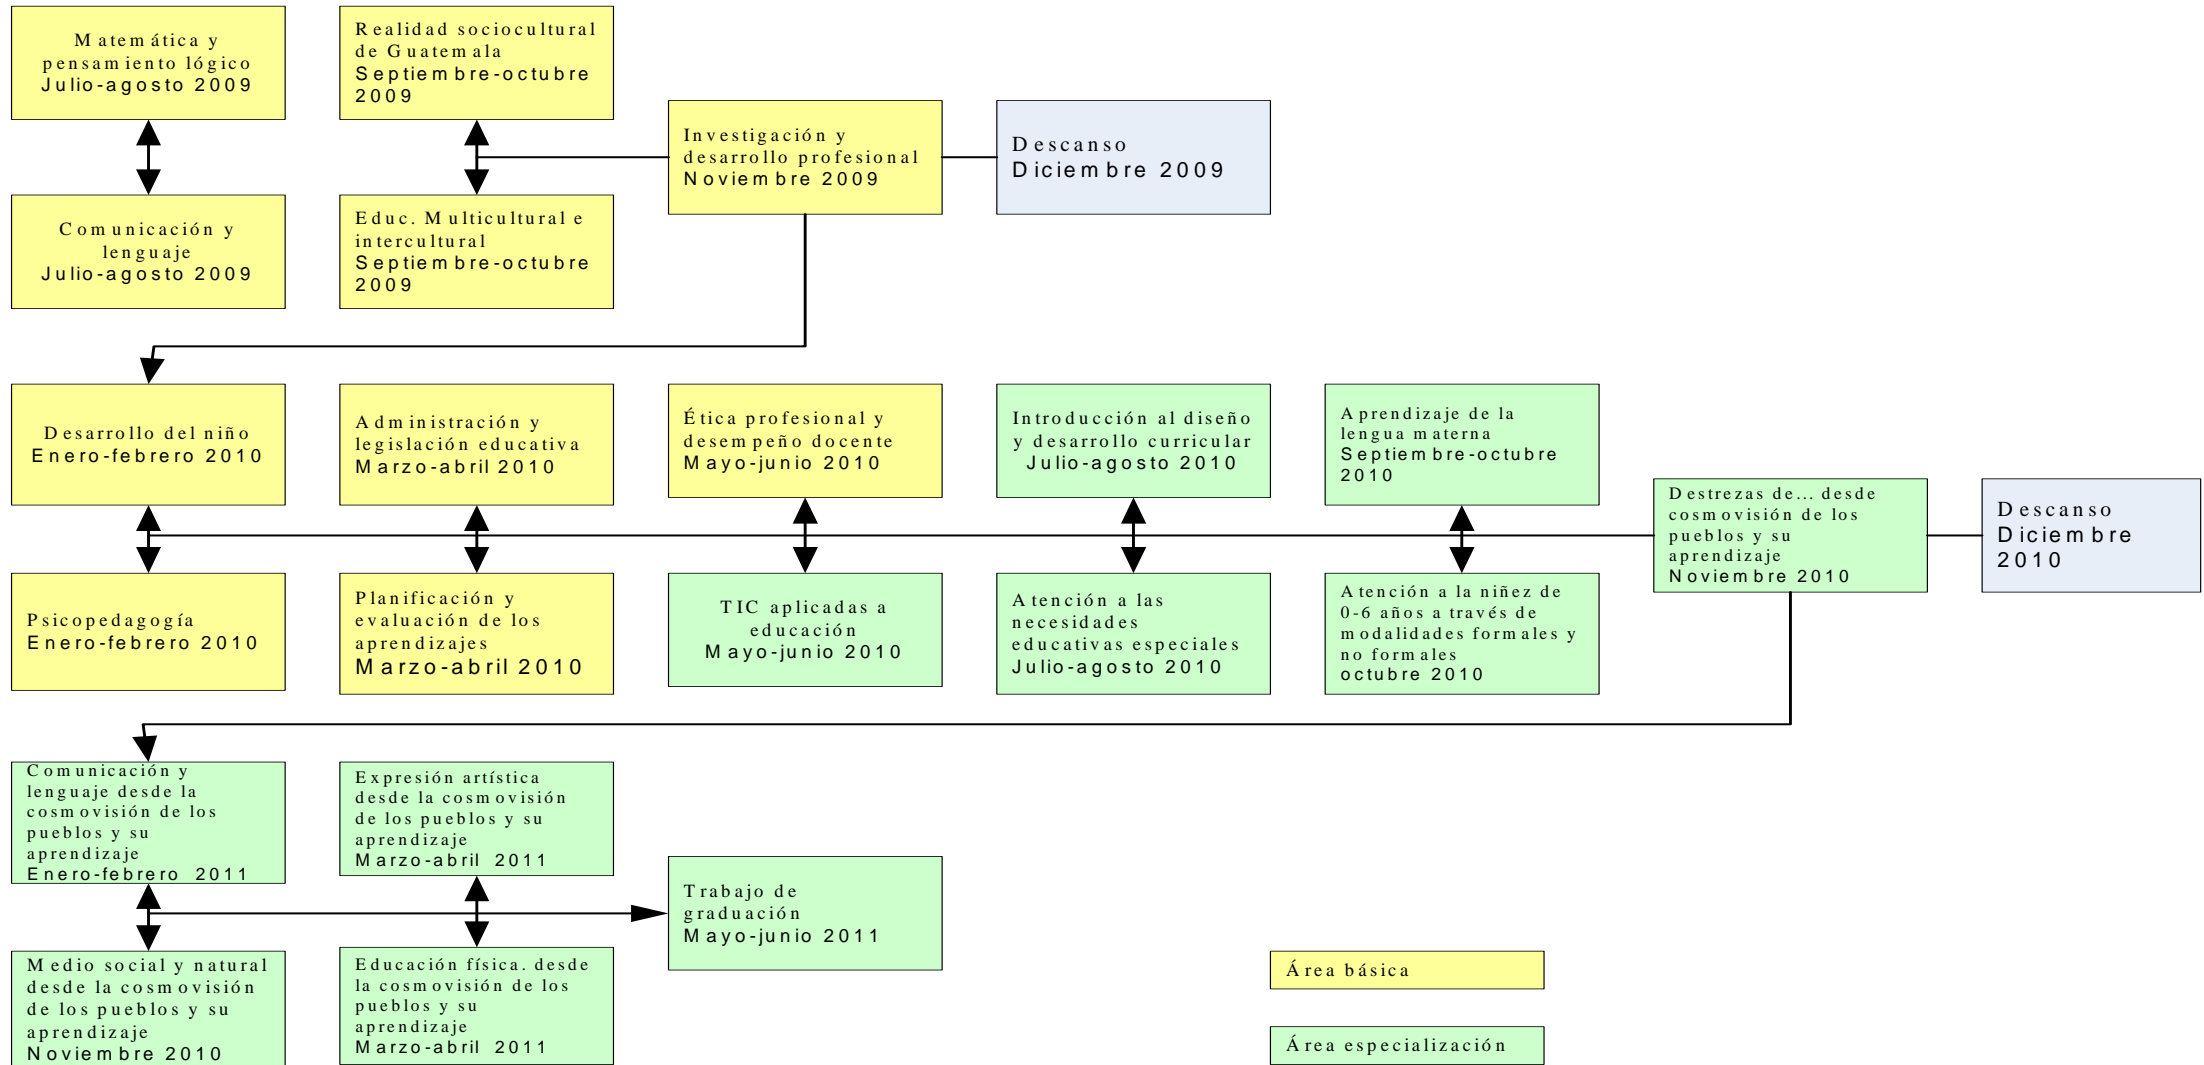 Matemática y
pensamiento lógico
Julio-agosto 2009
Realidad sociocultural
de Guatemala
Septiembre-octubre
2009
Investigación y
desarrollo profesional
Noviembre 2009
Descanso
Diciembre 2009
Comunicación y
lenguaje
Julio-agosto 2009
Educ. Multicultural e
intercultural
Septiembre-octubre
2009
Desarrollo del niño
Enero-febrero 2010
Administración y
legislación educativa
Marzo-abril 2010
Ética profesional y
desempeño docente
Mayo-junio 2010
Introducción al diseño
y desarrollo curricular
Julio-agosto 2010
Aprendizaje de la
lengua materna
Septiembre-octubre
2010
Destrezas de... desde
cosmovisión de los
pueblos y su
aprendizaje
Noviembre 2010
Descanso
Diciembre
2010
Psicopedagogía
Enero-febrero 2010
Planificación y
evaluación de los
aprendizajes
Marzo-abril 2010
TIC aplicadas a
educación
Mayo-junio 2010
Atención a las
necesidades
educativas especiales
Julio-agosto 2010
Atención a la niñez de
0-6 años a través de
modalidades formales y
no formales
octubre 2010
Comunicación y
lenguaje desde la
cosmovisión de los
pueblos y su
aprendizaje
Enero-febrero 2011
Expresión artística
desde la cosmovisión
de los pueblos y su
aprendizaje
Marzo-abril 2011
Trabajo de
graduación
Mayo-junio 2011
Medio social y natural
desde la cosmovisión
de los pueblos y su
aprendizaje
Noviembre 2010
Educación física. desde
la cosmovisión de los
pueblos y su
aprendizaje
Marzo-abril 2011
Área básica
Área especialización